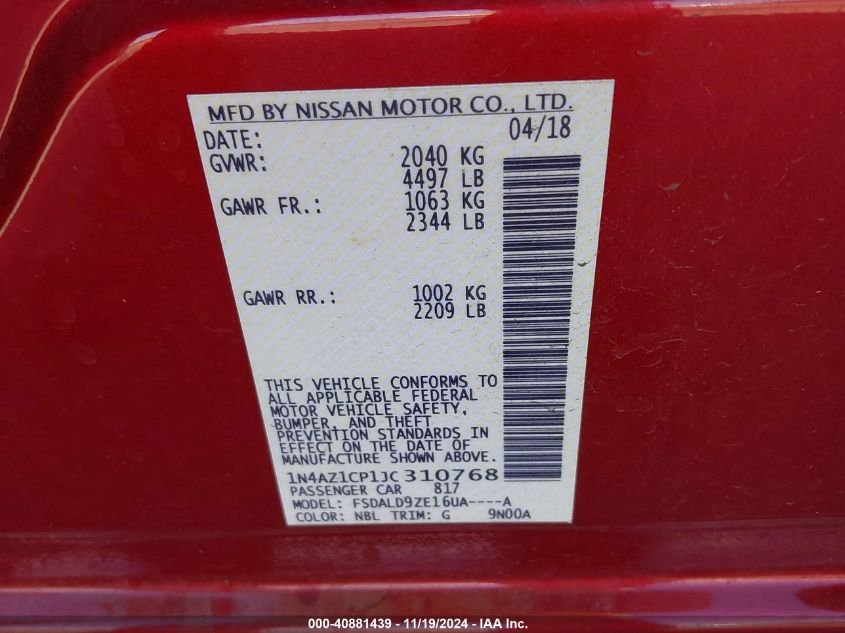 MFD BY NISSAN MOTOR CO., LTD.
DATE: 04/18
GVWR: 2040 KG
4497 LB
GAWR FR.: 1063 KG
2344 LB
GAWR RR.: 1002 KG
2209 LB
THIS VEHICLE CONFORMS TO
ALL APPLICABLE FEDERAL
MOTOR VEHICLE SAFETY,
BUMPER, AND THEFT
PREVENTION STANDARDS IN
EFFECT ON THE DATE OF
MANUFACTURE SHOWN ABOVE.
1N4AZ1CP1JC310768
PASSENGER CAR 817
MODEL: FSDALD9ZE16UA----A
COLOR: NBL TRIM: G 9N00A
000-40881439 - 11/19/2024 - IAA Inc.